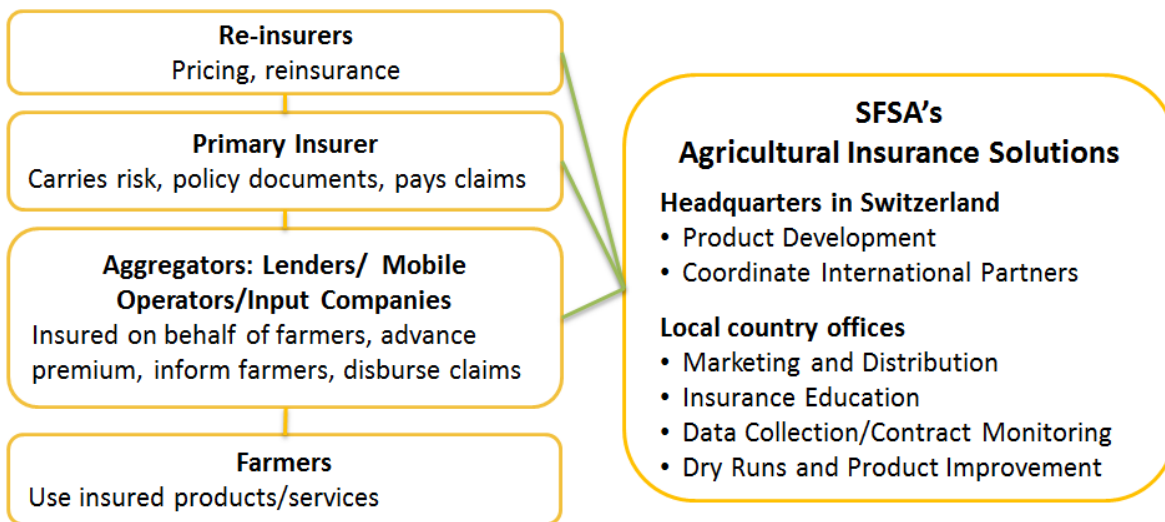 Re-insurers
Pricing, reinsurance
Primary Insurer
Carries risk, policy documents, pays claims
Aggregators: Lenders/ Mobile
Operators/Input Companies
Insured on behalf of farmers, advance
premium, inform farmers, disburse claims
Farmers
Use insured products/services
SFSA's
Agricultural Insurance Solutions
Headquarters in Switzerland
• Product Development
• Coordinate International Partners
Local country offices
• Marketing and Distribution
• Insurance Education
• Data Collection/Contract Monitoring
• Dry Runs and Product Improvement